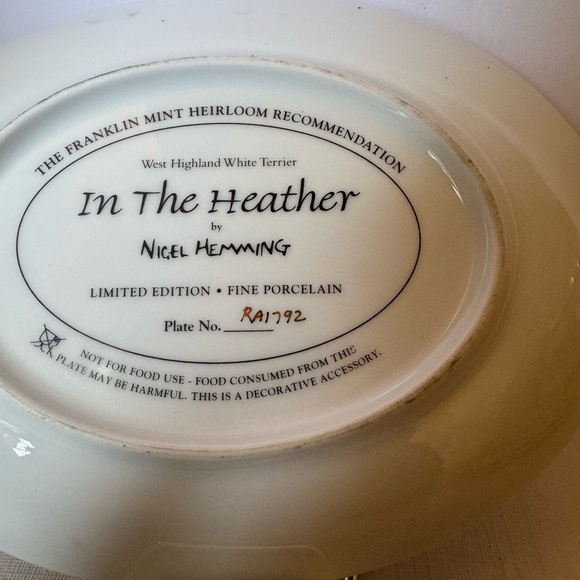 THE FRANKLIN MINT HEIRLOOM RECOMMENDATION
West Highland White Terrier
In The Heather
by
NIGEL HEMMING
LIMITED EDITION • FINE PORCELAIN
Plate No. RA1792
NOT FOR FOOD USE - FOOD CONSUMED FROM THIS
PLATE MAY BE HARMFUL. THIS IS A DECORATIVE ACCESSORY.